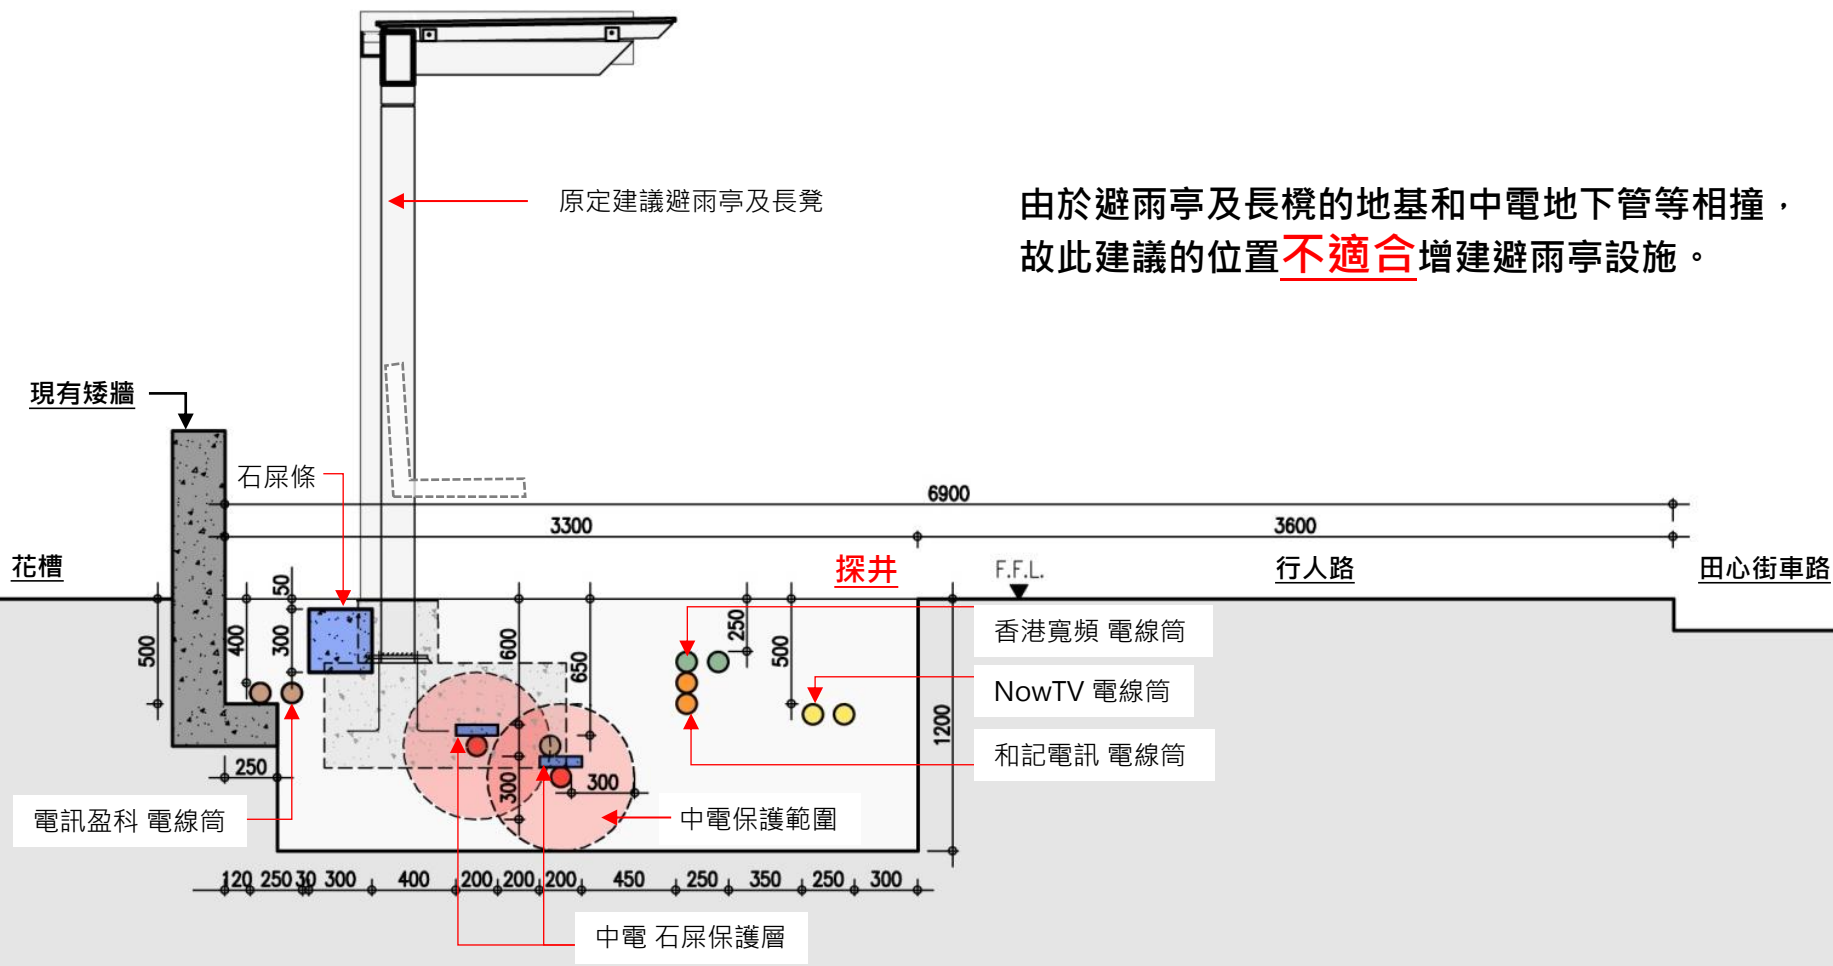 原定建議避雨亭及長凳
由於避雨亭及長櫈的地基和中電地下管等相撞，
故此建議的位置不適合增建避雨亭設施。
現有矮牆
石屎條
6900
3300
3600
花槽
探井
F.F.L.
行人路
田心街車路
50
500
400
300
600
650
250
500
1200
香港寬頻 電線筒
NowTV 電線筒
和記電訊 電線筒
250
300
300
電訊盈科 電線筒
中電保護範圍
120 250 30 300 400 200 200 200 450 250 350 250 300
中電 石屎保護層